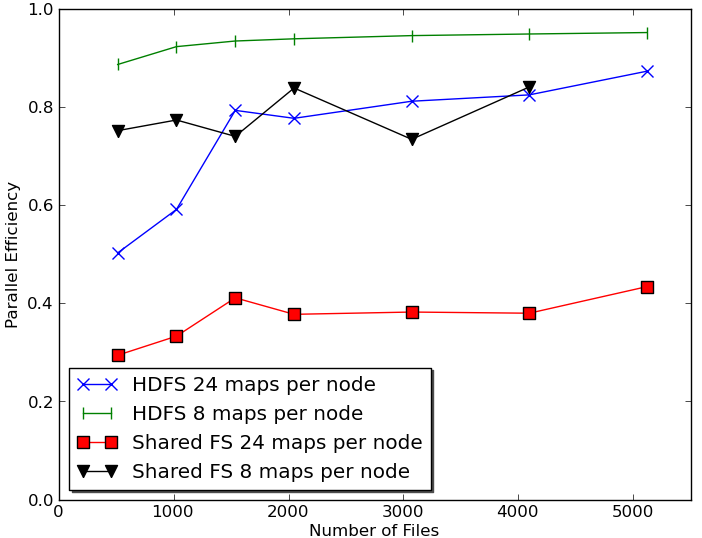 1.0
0.8
0.6
0.4
0.2
0.0
Parallel Efficiency
HDFS 24 maps per node
HDFS 8 maps per node
Shared FS 24 maps per node
Shared FS 8 maps per node
0 1000 2000 3000 4000 5000
Number of Files